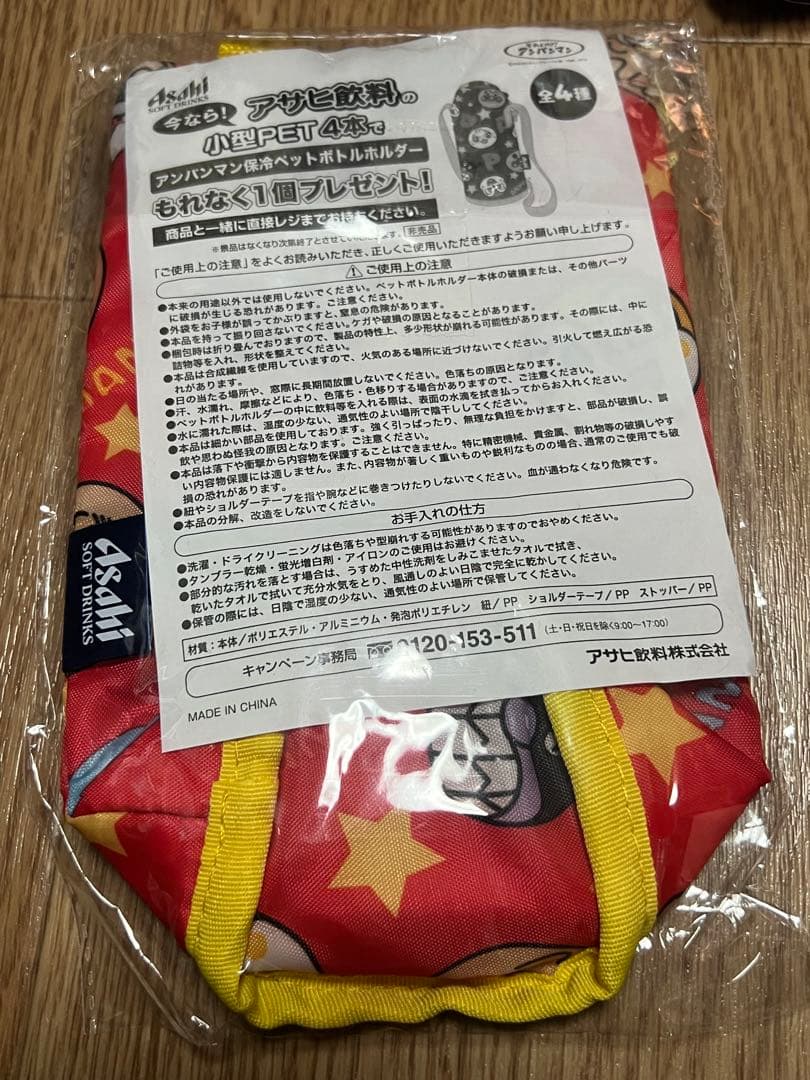 Asahi
SOFT DRINKS
それいけ!
アンパンマン
今なら!
アサヒ飲料の
小型PET 4本で
全4種
アンパンマン保冷ペットボトルホルダー
もれなく1個プレゼント!
商品と一緒に直接レジまでお持ちください。
※景品はなくなり次第終了とさせていただきます。 非売品
「ご使用上の注意」をよくお読みいただき、正しくご使用いただきますようお願い申し上げます。
ご使用上の注意
●本来の用途以外では使用しないでください。ペットボトルホルダー本体の破損または、その他パーツ
に破損が生じる恐れがあります。ご注意ください。
●外袋をお子様が誤ってかぶりますと、窒息の危険があります。
●本品を持って振り回さないでください。ケガや破損の原因となることがあります。
●梱包時は折り畳んでおりますので、製品の特性上、多少形状が崩れる可能性があります。その際には、中に
詰物等を入れ、形状を整えてください。
●本品は合成繊維を使用していますので、火気のある場所に近づけないでください。引火して燃え広がる恐
れがあります。
●日の当たる場所や、窓際に長期間放置しないでください。色落ちの原因となります。
●汗、水濡れ、摩擦などにより、色落ち・色移りする場合がありますので、ご注意ください。
●ペットボトルホルダーの中に飲料等を入れる際は、表面の水滴を拭き払ってからお入れください。
●水に濡れた際は、湿度の少ない、通気性のよい場所で陰干ししてください。
●本品は細かい部品を使用しております。強く引っぱったり、無理な負担をかけますと、部品が破損し、誤
飲や思わぬ怪我の原因となります。ご注意ください。
●本品は落下や衝撃から内容物を保護することはできません。特に精密機械、貴金属、割れ物等の破損しやす
い内容物保護には適しません。また、内容物が著しく重いものや鋭利なものの場合、通常のご使用でも破
損の恐れがあります。
●紐やショルダーテープを指や腕などに巻きつけたりしないでください。血が通わなくなり危険です。
●本品の分解、改造をしないでください。
お手入れの仕方
●洗濯・ドライクリーニングは色落ちや型崩れする可能性がありますのでおやめください。
●タンブラー乾燥・蛍光増白剤・アイロンのご使用はお避けください。
●部分的な汚れを落とす場合は、うすめた中性洗剤をしみこませたタオルで拭き、
乾いたタオルで拭いて充分水気をとり、風通しのよい日陰で完全に乾かしてください。
●保管の際には、日陰で湿度の少ない、通気性のよい場所で保管してください。
材質:本体/ポリエステル・アルミニウム・発泡ポリエチレン 紐/PP ショルダーテープ/PP ストッパー/PP
キャンペーン事務局 0120-153-511 (土・日・祝日を除く9:00~17:00)
MADE IN CHINA
アサヒ飲料株式会社
Asahi
SOFT DRINKS